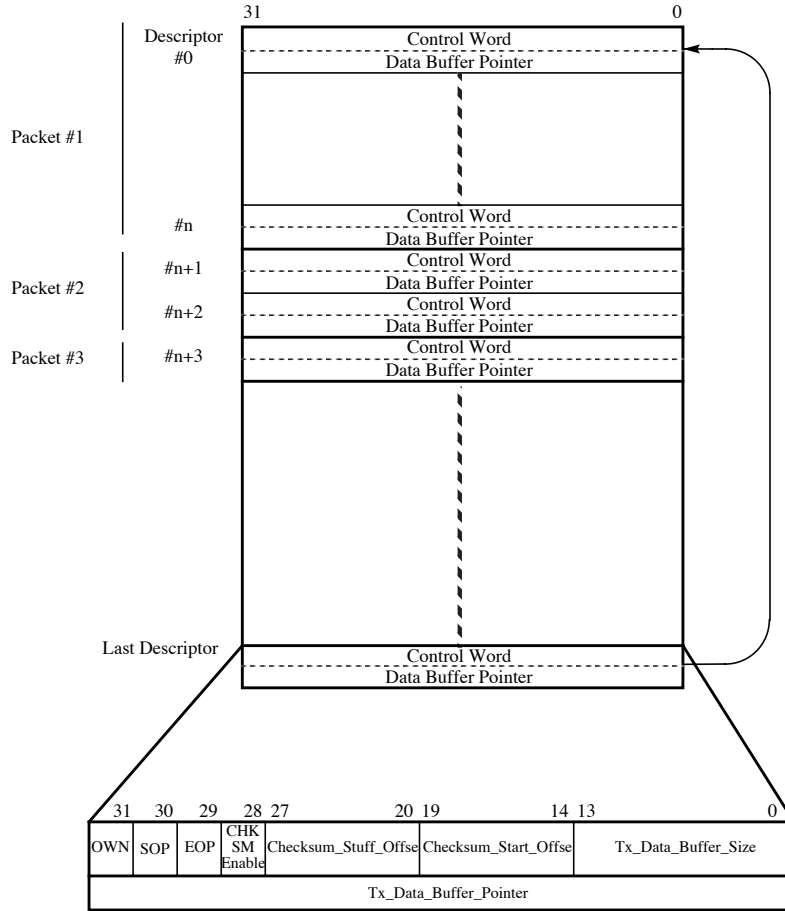 31 0
Descriptor
#0
Control Word
Data Buffer Pointer
Packet #1
#n
Control Word
Data Buffer Pointer
Packet #2
#n+1
Control Word
Data Buffer Pointer
#n+2
Control Word
Data Buffer Pointer
Packet #3
#n+3
Control Word
Data Buffer Pointer
Last Descriptor
Control Word
Data Buffer Pointer
31 30 29 28 27 20 19 14 13 0
OWN
SOP
EOP
CHK
SM
Enable
Checksum_Stuff_Offse
Checksum_Start_Offse
Tx_Data_Buffer_Size
Tx_Data_Buffer_Pointer